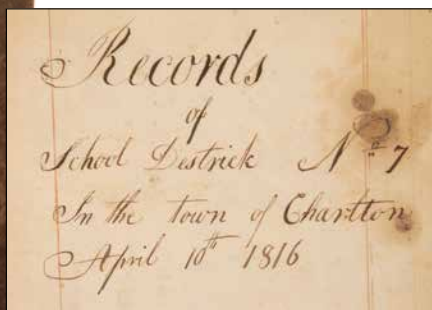 Records
of
School Destrick Nº 7
In the town of Charlton
April 10th 1816